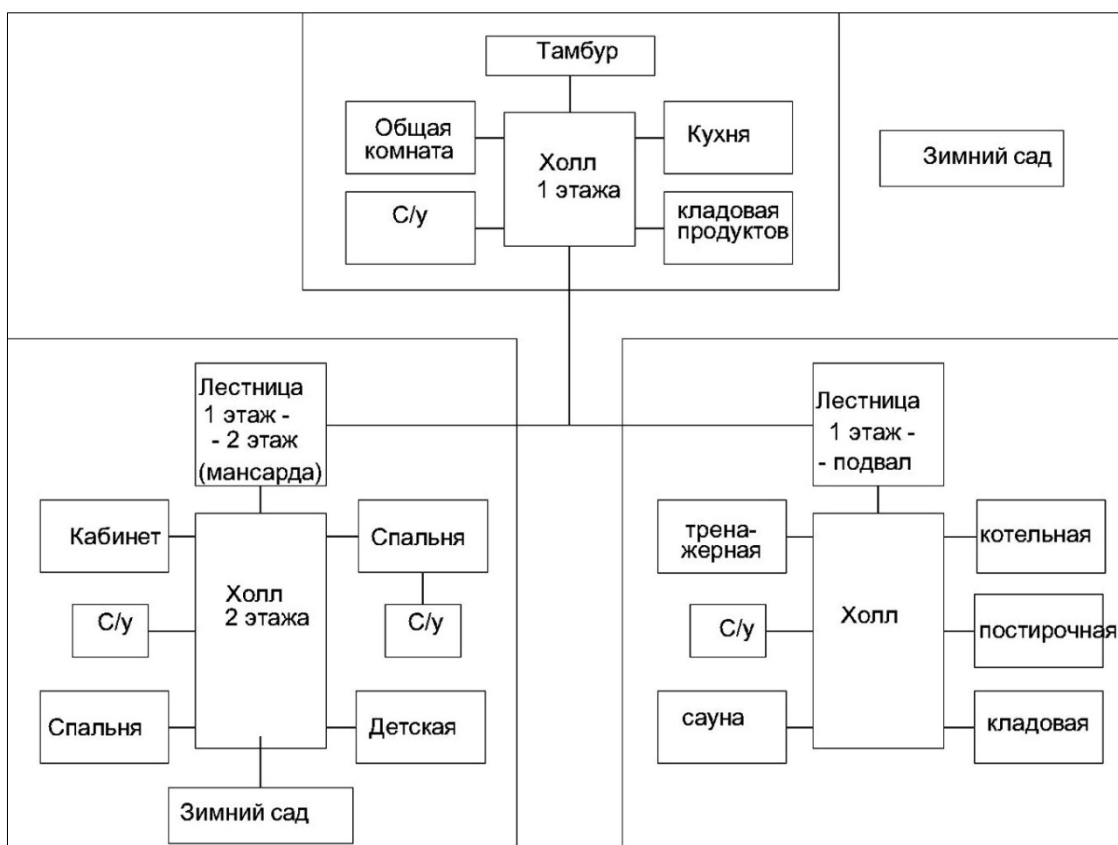 Тамбур
Общая
комната
Холл
1 этажа
Кухня
С/у
кладовая
продуктов
Зимний сад
Лестница
1 этаж -
- 2 этаж
(мансарда)
Кабинет
Спальня
Холл
2 этажа
С/у
С/у
Спальня
Детская
Зимний сад
Лестница
1 этаж -
- подвал
трена-
жерная
котельная
Холл
С/у
постирочная
сауна
кладовая